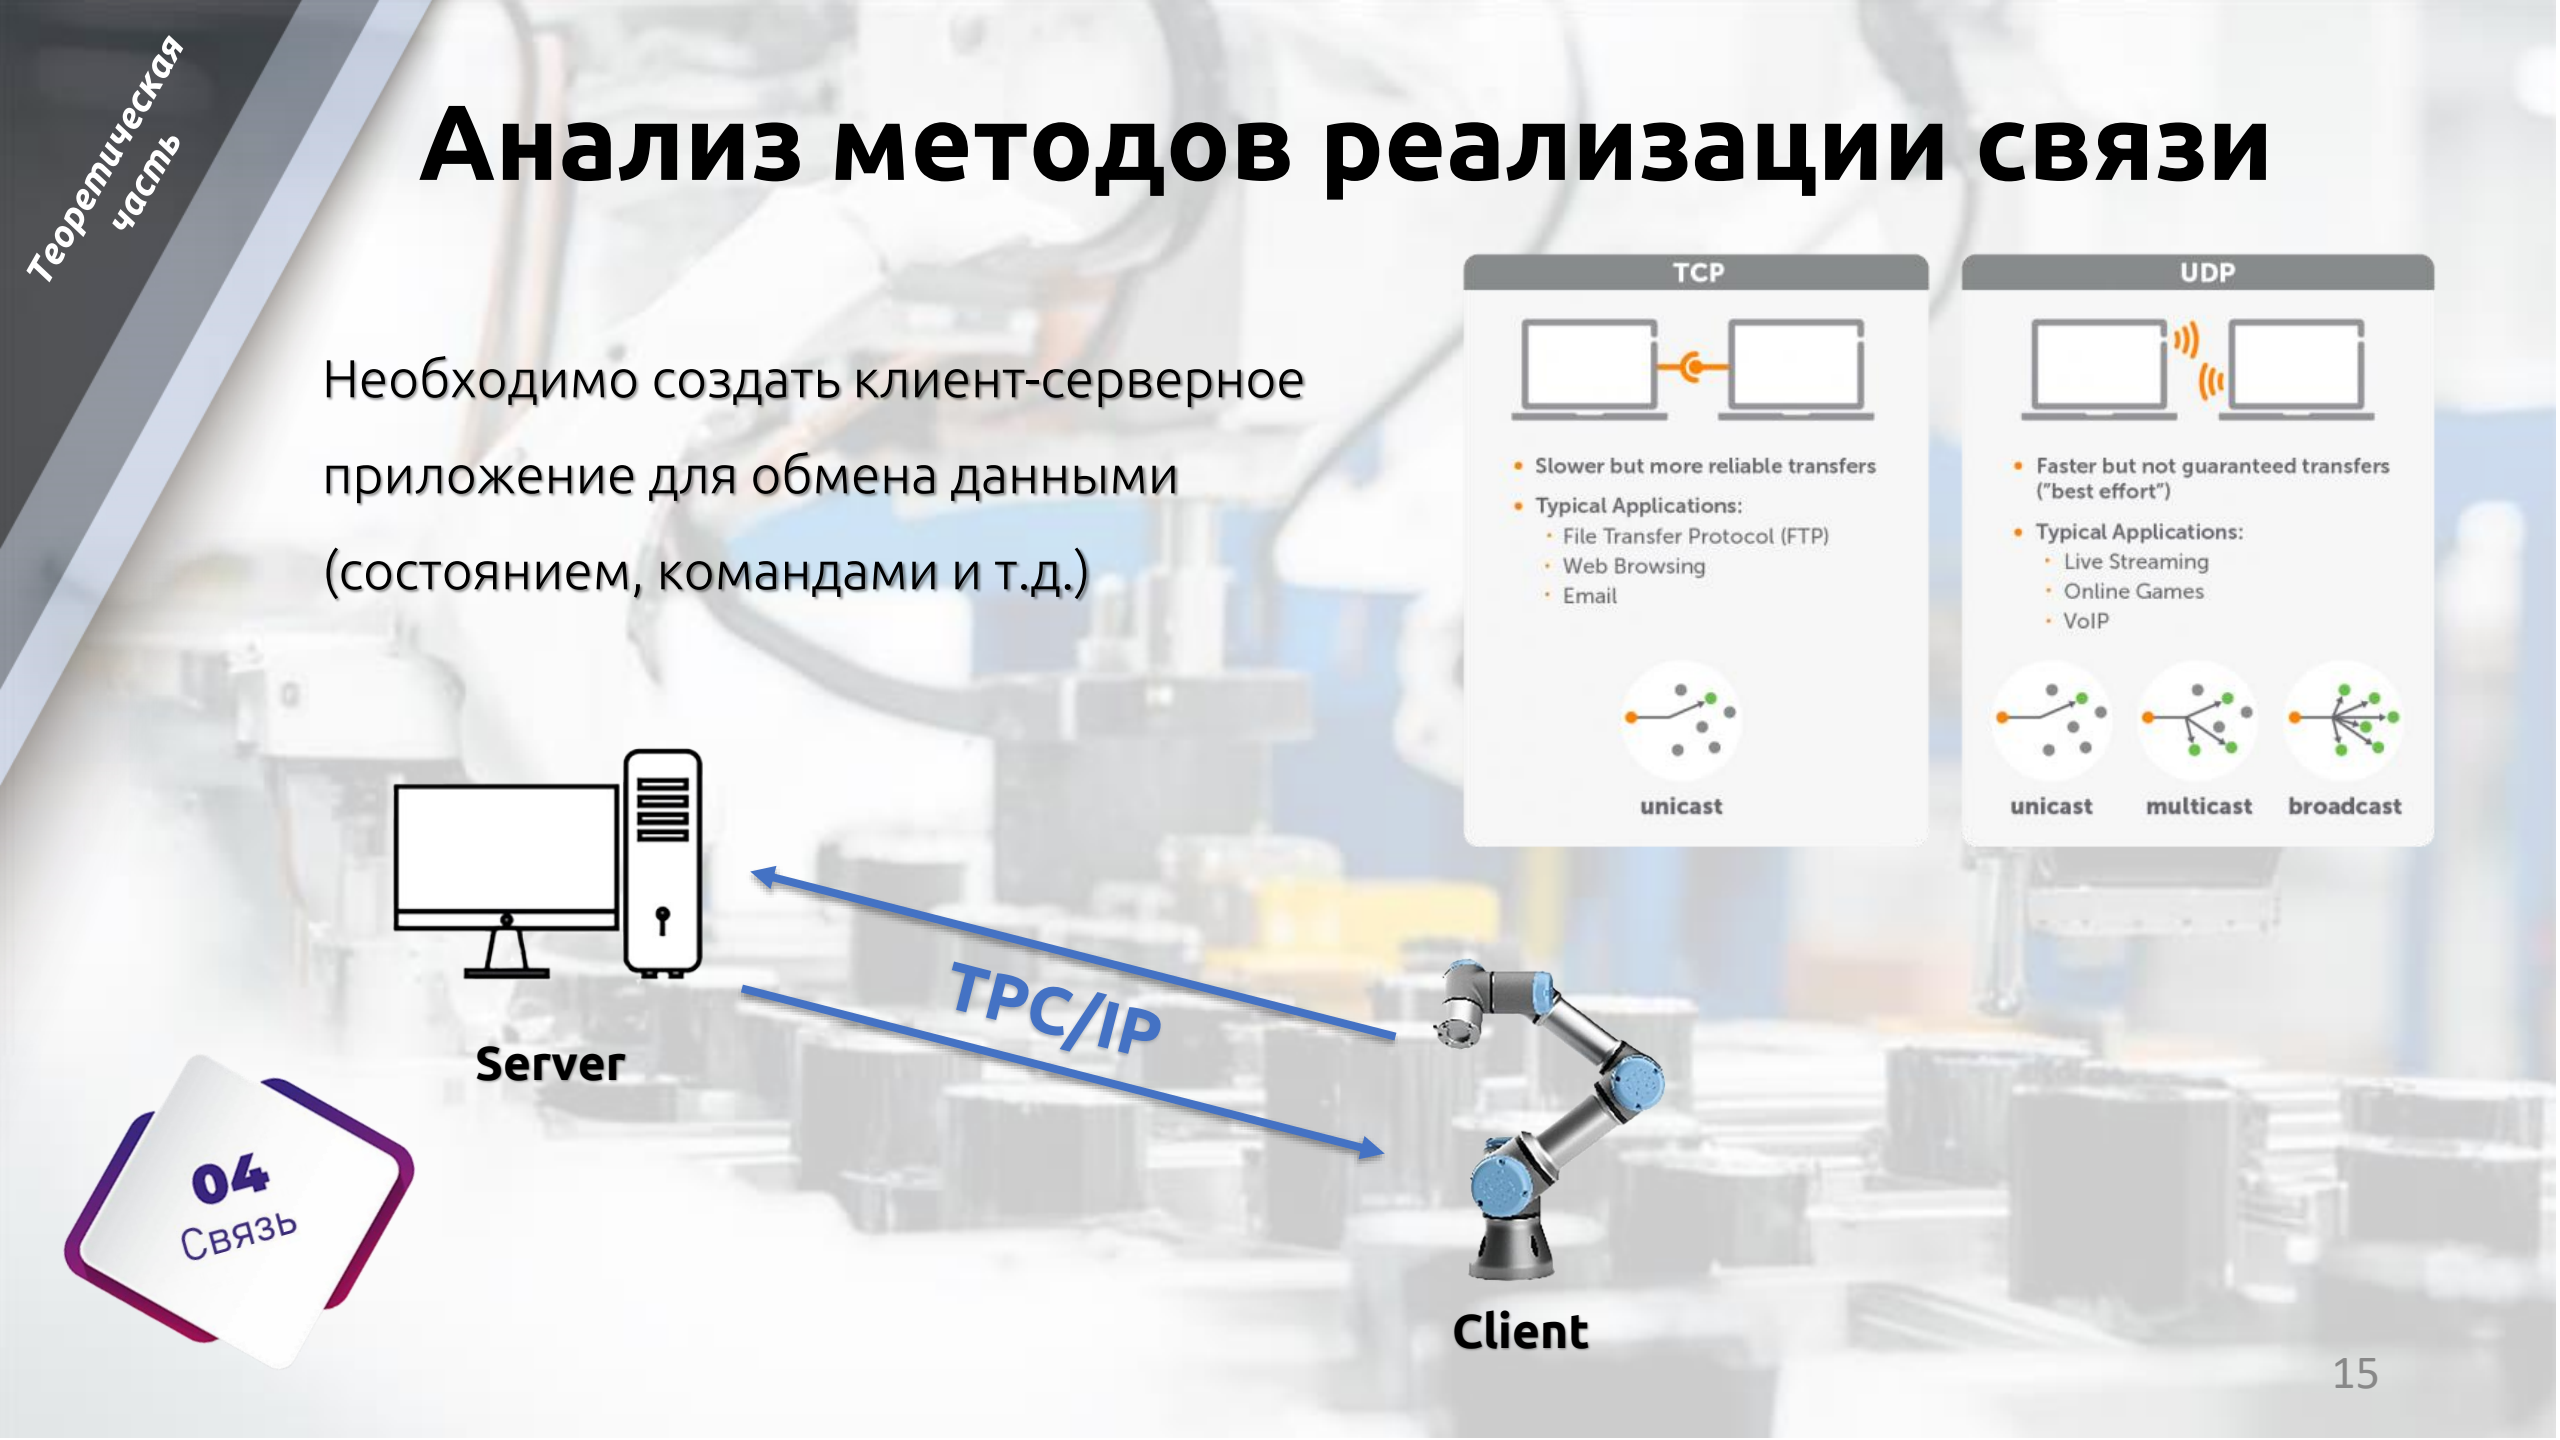 Теоретическая
часть
Анализ методов реализации связи
Необходимо создать клиент-серверное
приложение для обмена данными
(состоянием, командами и т.д.)
TCP
• Slower but more reliable transfers
• Typical Applications:
• File Transfer Protocol (FTP)
• Web Browsing
• Email
unicast
UDP
• Faster but not guaranteed transfers
("best effort")
• Typical Applications:
• Live Streaming
• Online Games
• VoIP
unicast multicast broadcast
TPC/IP
Server
Client
04
Связь
15